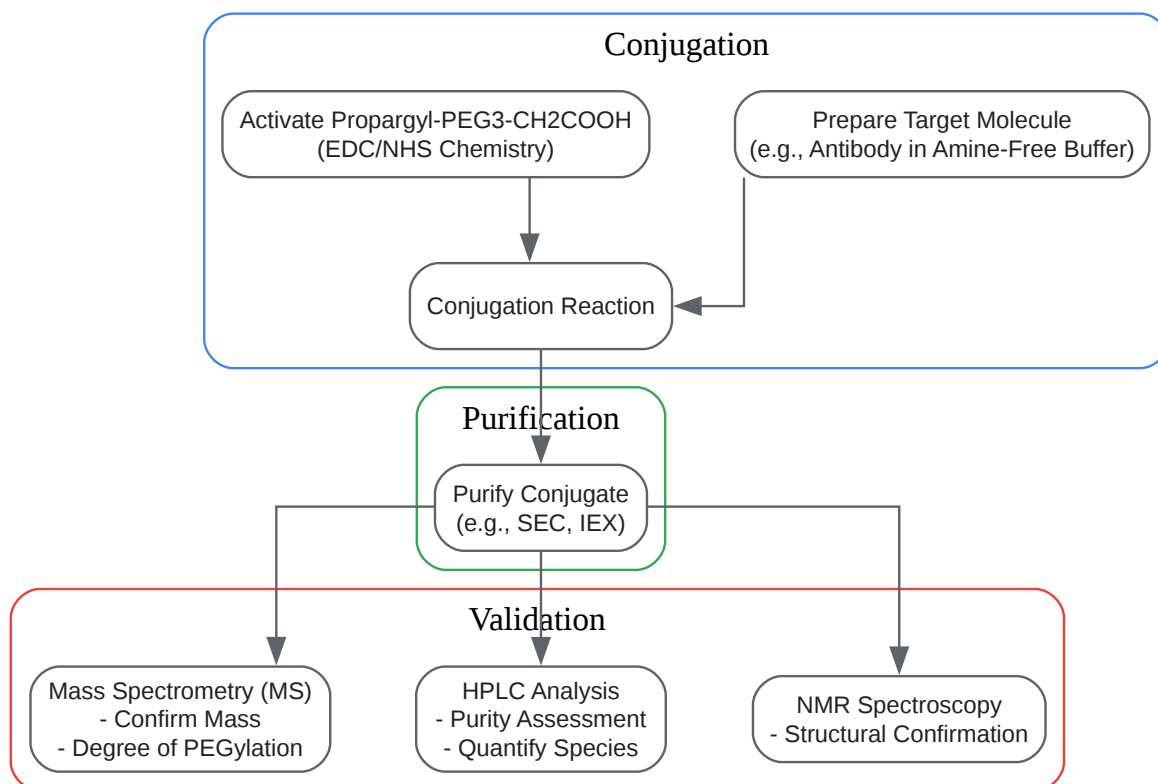 Conjugation
Activate Propargyl-PEG3-CH2COOH
(EDC/NHS Chemistry)
Prepare Target Molecule
(e.g., Antibody in Amine-Free Buffer)
Conjugation Reaction
Purification
Purify Conjugate
(e.g., SEC, IEX)
Validation
Mass Spectrometry (MS)
- Confirm Mass
- Degree of PEGylation
HPLC Analysis
- Purity Assessment
- Quantify Species
NMR Spectroscopy
- Structural Confirmation